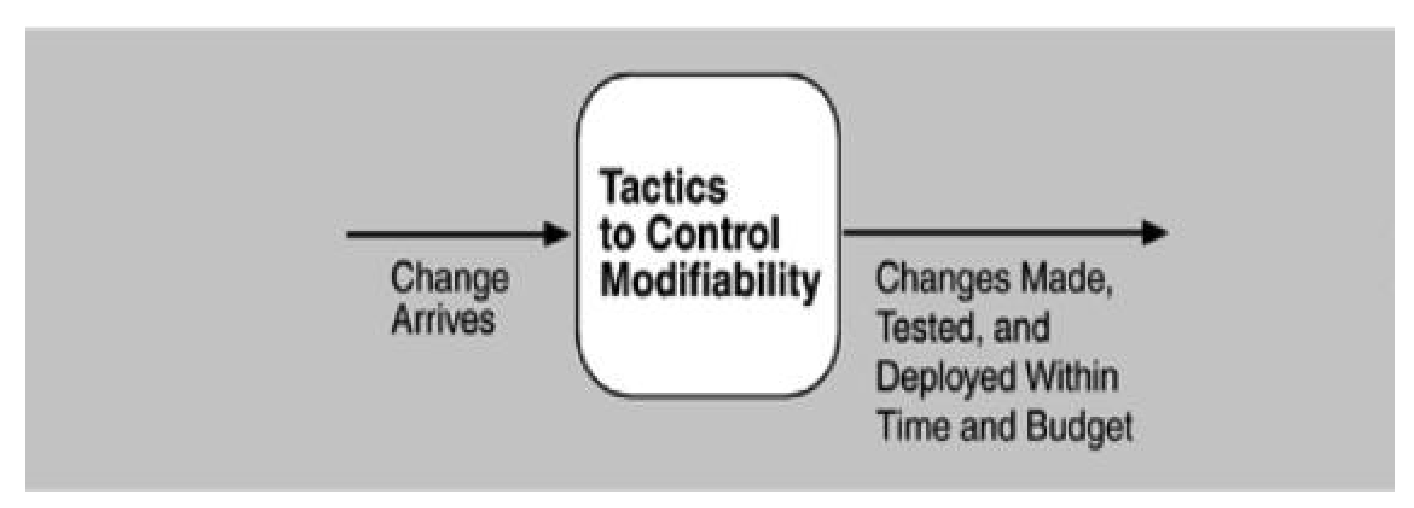 Change
Arrives
Tactics
to Control
Modifiability
Changes Made,
Tested, and
Deployed Within
Time and Budget